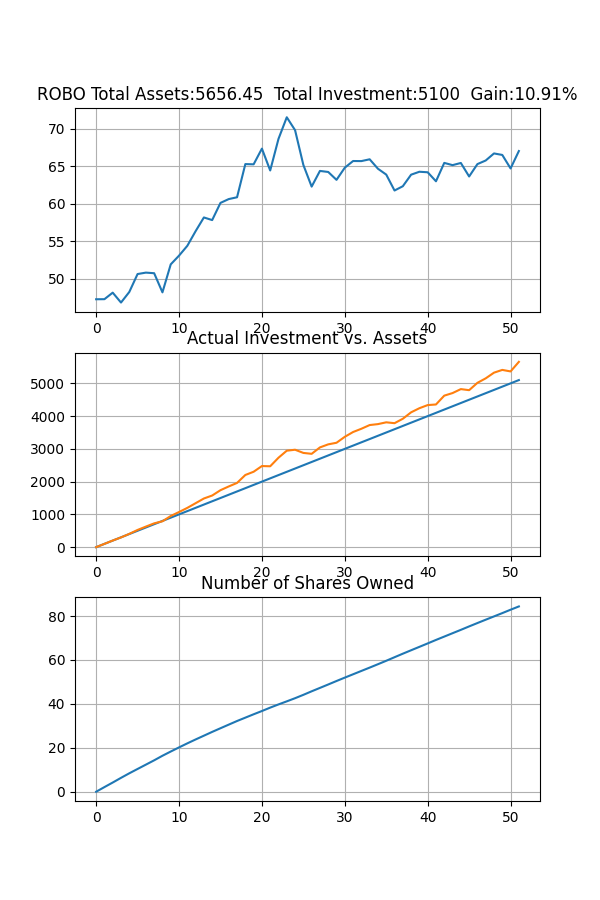 ROBO Total Assets:5656.45  Total Investment:5100  Gain:10.91%
70
65
60
55
50
0 10 20 30 40 50
Actual Investment vs. Assets
5000
4000
3000
2000
1000
0
0 10 20 30 40 50
Number of Shares Owned
80
60
40
20
0
0 10 20 30 40 50